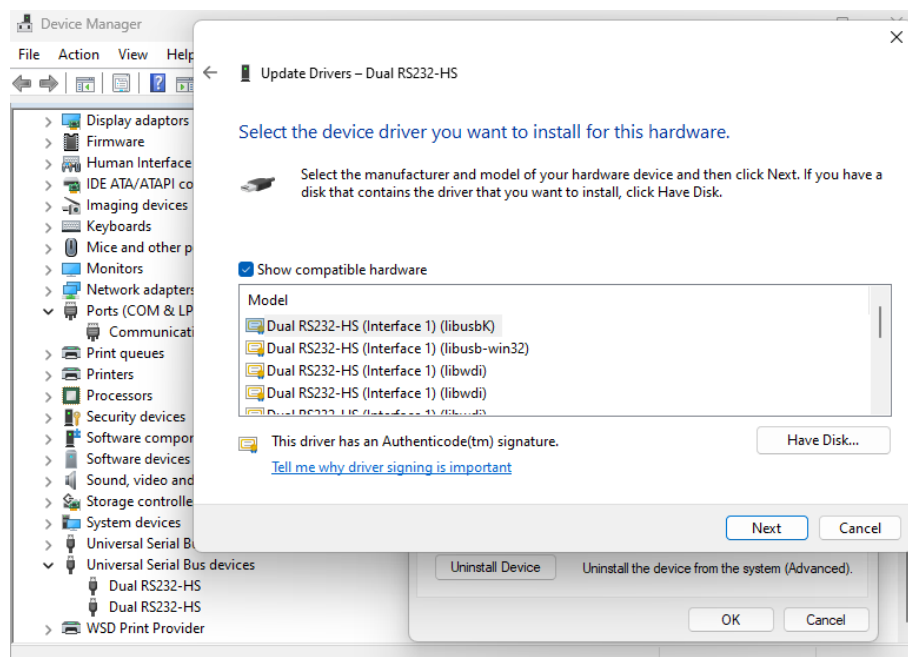 Device Manager
File Action View Help
Update Drivers – Dual RS232-HS
Select the device driver you want to install for this hardware.
Select the manufacturer and model of your hardware device and then click Next. If you have a
disk that contains the driver that you want to install, click Have Disk.
Show compatible hardware
Model
Dual RS232-HS (Interface 1) (libusbK)
Dual RS232-HS (Interface 1) (libusb-win32)
Dual RS232-HS (Interface 1) (libwdi)
Dual RS232-HS (Interface 1) (libwdi)
Dual RS232-HS (Interface 1) (libwdi)
This driver has an Authenticode(tm) signature.
Have Disk...
Tell me why driver signing is important
Next Cancel
Display adaptors
Firmware
Human Interface
IDE ATA/ATAPI co
Imaging devices
Keyboards
Mice and other p
Monitors
Network adapters
Ports (COM & LP
Communicati
Print queues
Printers
Processors
Security devices
Software compor
Software devices
Sound, video and
Storage controlle
System devices
Universal Serial B
Universal Serial Bus devices
Dual RS232-HS
Dual RS232-HS
WSD Print Provider
Uninstall Device Uninstall the device from the system (Advanced).
OK Cancel